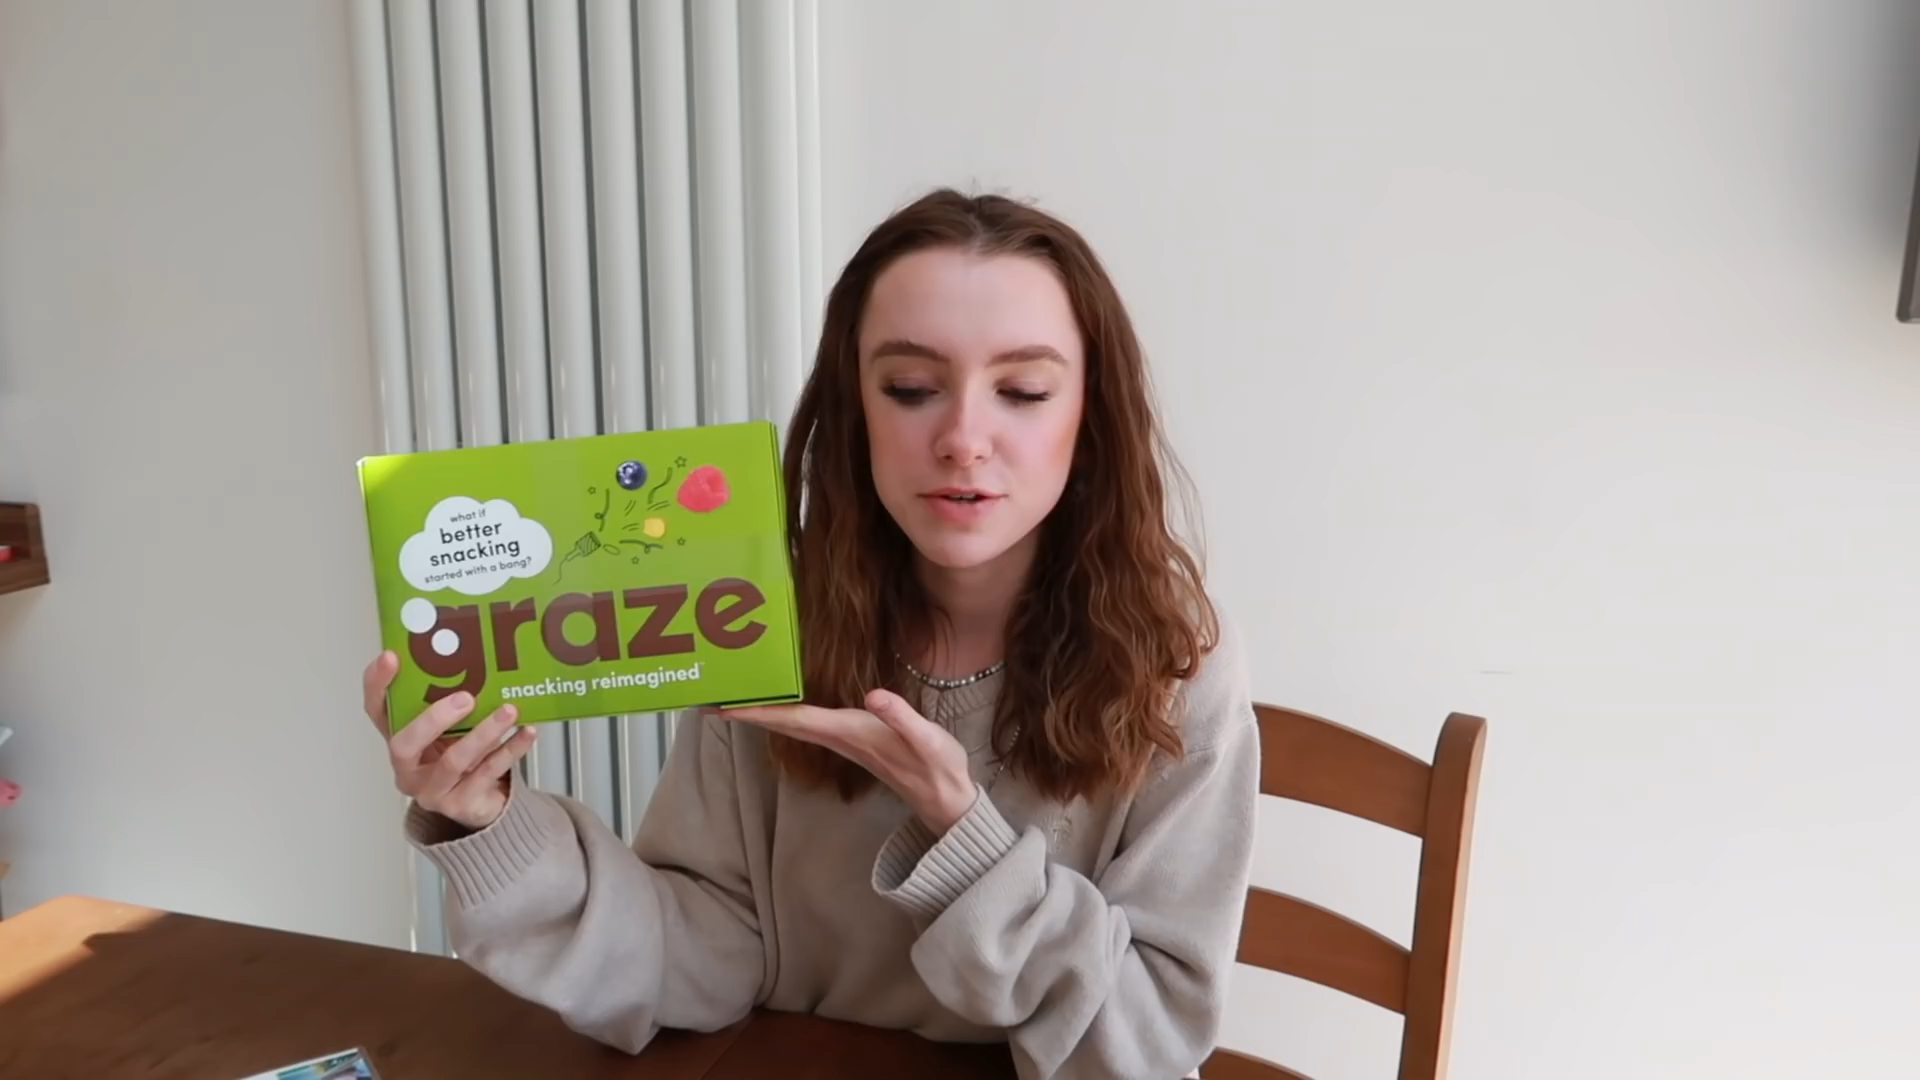 what if
better
snacking
started with a bang?
graze
snacking reimagined™